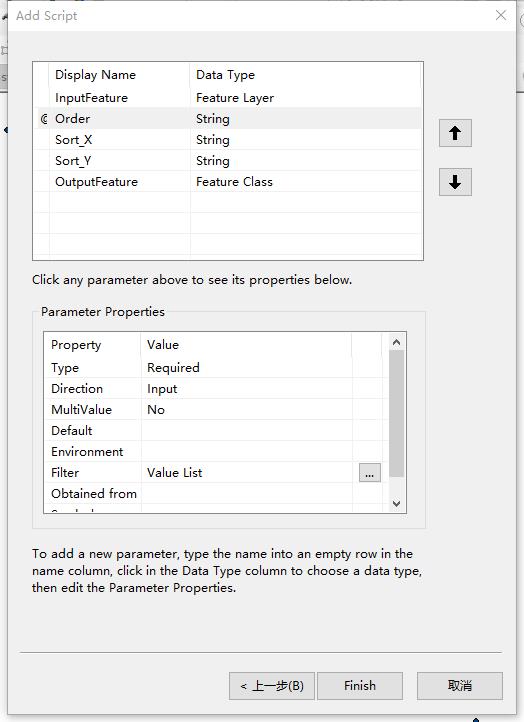 Add Script
Display Name Data Type
InputFeature Feature Layer
Order String
Sort_X String
Sort_Y String
OutputFeature Feature Class
Click any parameter above to see its properties below.
Parameter Properties
Property Value
Type Required
Direction Input
MultiValue No
Default
Environment
Filter Value List ...
Obtained from
To add a new parameter, type the name into an empty row in the
name column, click in the Data Type column to choose a data type,
then edit the Parameter Properties.
< 上一步(B) Finish 取消